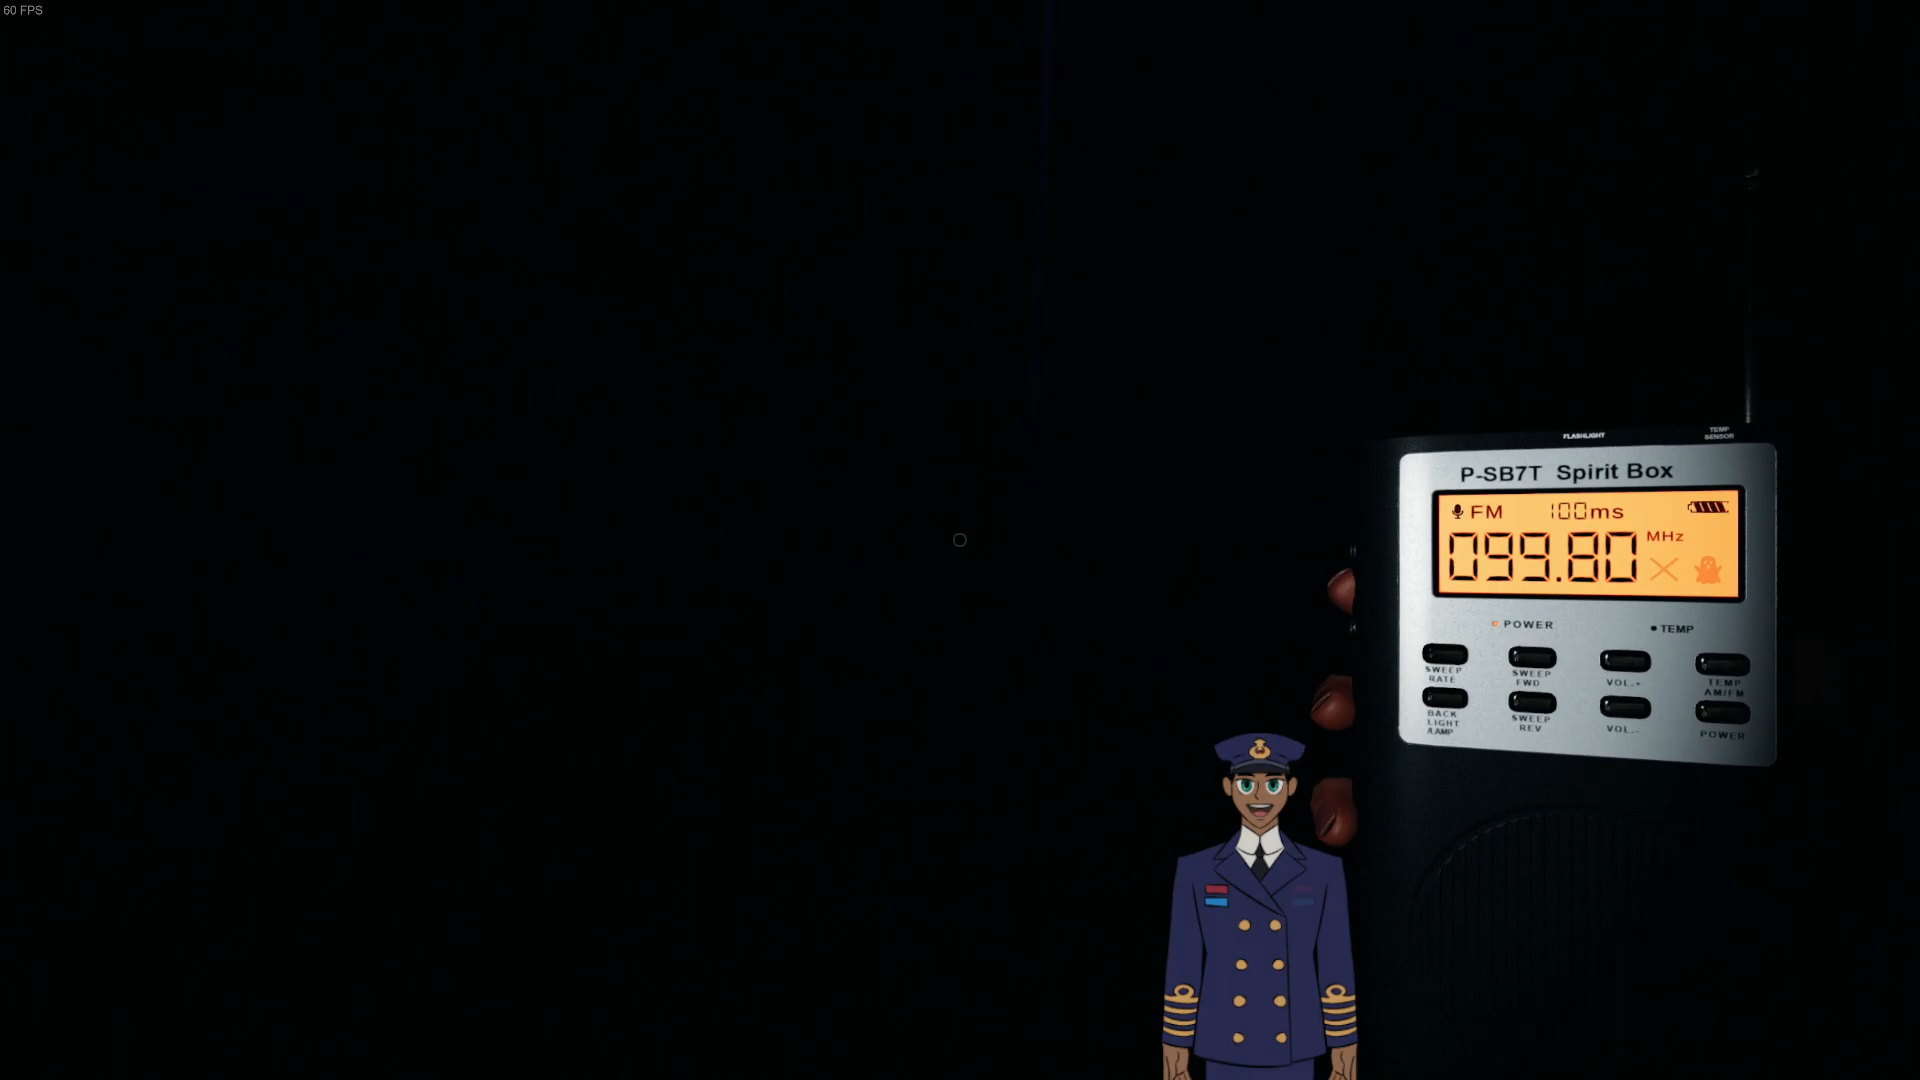 60 FPS
FLASHLIGHT
TEMP
SENSOR
P-SB7T Spirit Box
FM 100ms
099.80 MHz
POWER
TEMP
SWEEP
RATE
SWEEP
FWD
VOL.+
TEMP
AM/FM
BACK
LIGHT
/LAMP
SWEEP
REV
VOL.-
POWER